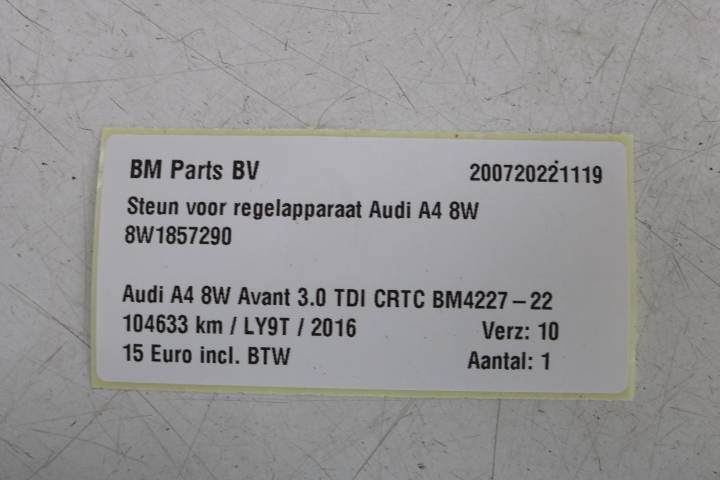 BM Parts BV 200720221119
Steun voor regelapparaat Audi A4 8W
8W1857290
Audi A4 8W Avant 3.0 TDI CRTC BM4227-22
104633 km / LY9T / 2016 Verz: 10
15 Euro incl. BTW Aantal: 1